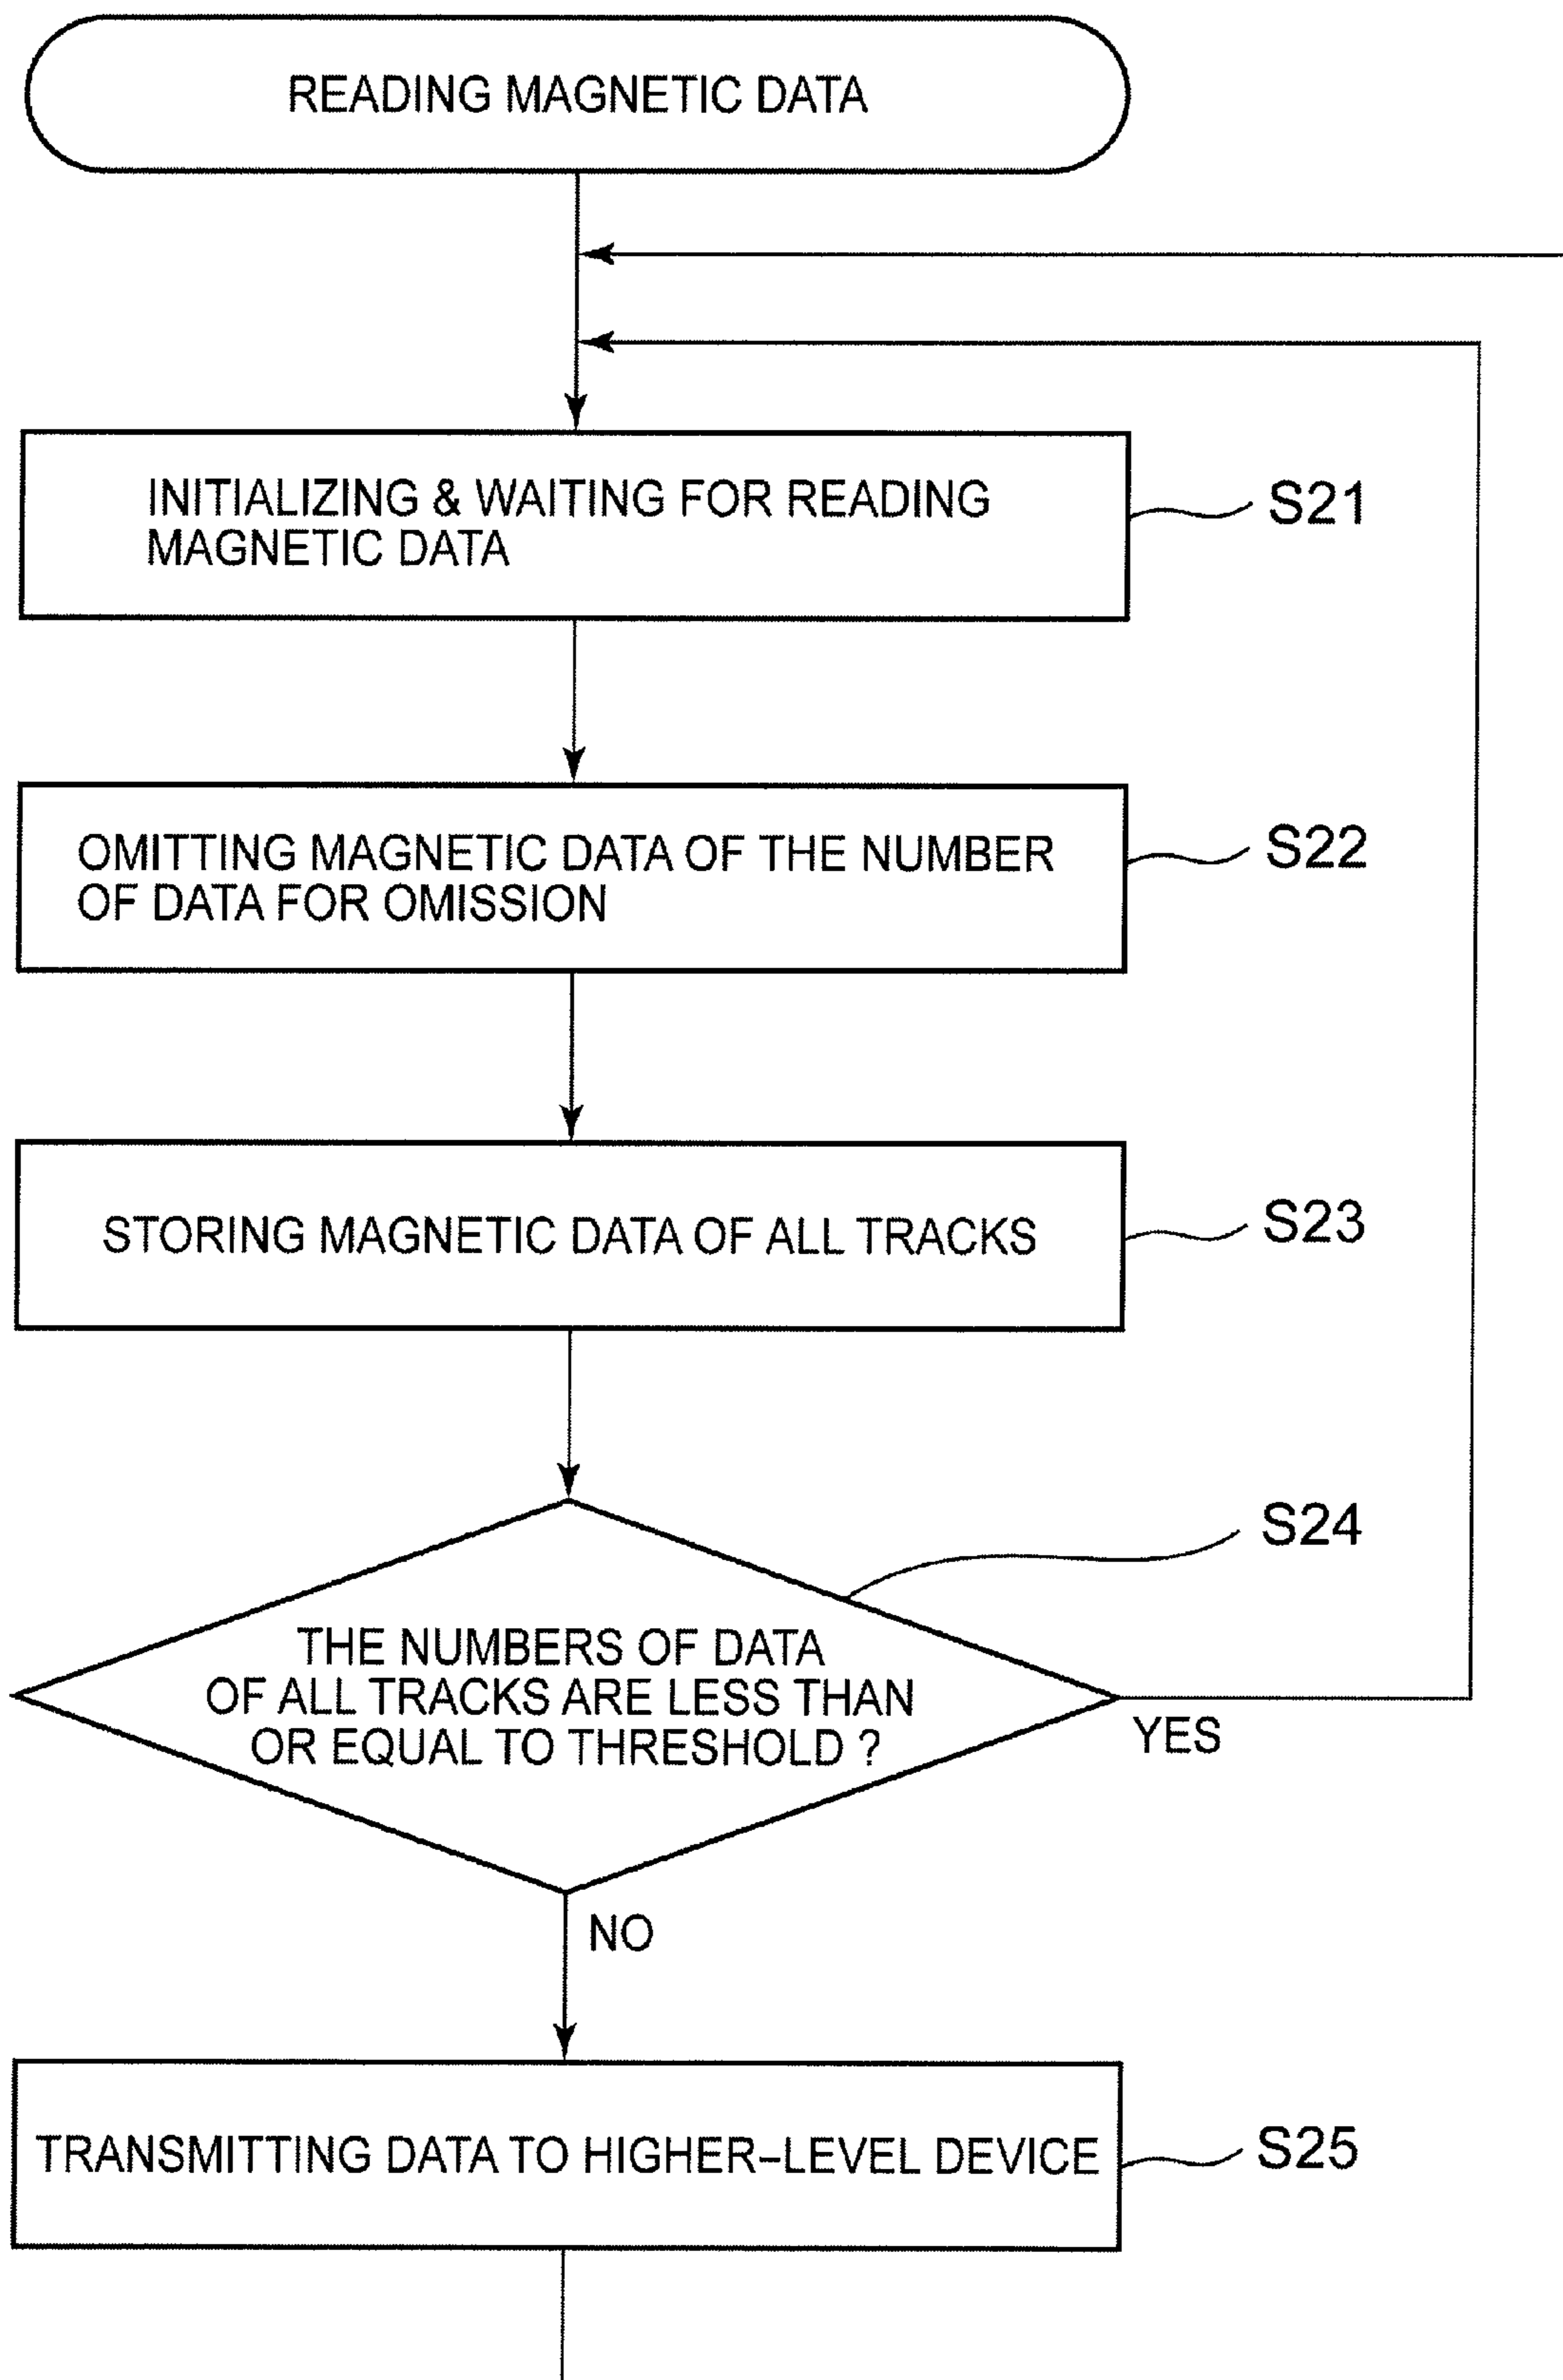 READING MAGNETIC DATA
INITIALIZING & WAITING FOR READING
MAGNETIC DATA
S21
OMITTING MAGNETIC DATA OF THE NUMBER
OF DATA FOR OMISSION
S22
STORING MAGNETIC DATA OF ALL TRACKS
S23
S24
THE NUMBERS OF DATA
OF ALL TRACKS ARE LESS THAN
OR EQUAL TO THRESHOLD ?
YES
NO
TRANSMITTING DATA TO HIGHER–LEVEL DEVICE
S25